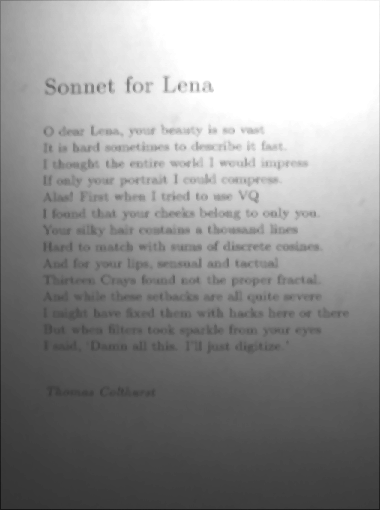 Sonnet for Lena
O dear Lena, your beauty is so vast
It is hard sometimes to describe it fast.
I thought the entire world I would impress
If only your portrait I could compress.
Alas! First when I tried to use VQ
I found that your cheeks belong to only you.
Your silky hair contains a thousand lines
Hard to match with sums of discrete cosines.
And for your lips, sensual and tactual
Thirteen Crays found not the proper fractal.
And while these setbacks are all quite severe
I might have fixed them with hacks here or there
But when filters took sparkle from your eyes
I said, 'Damn all this. I'll just digitize.'
Thomas Colthurst